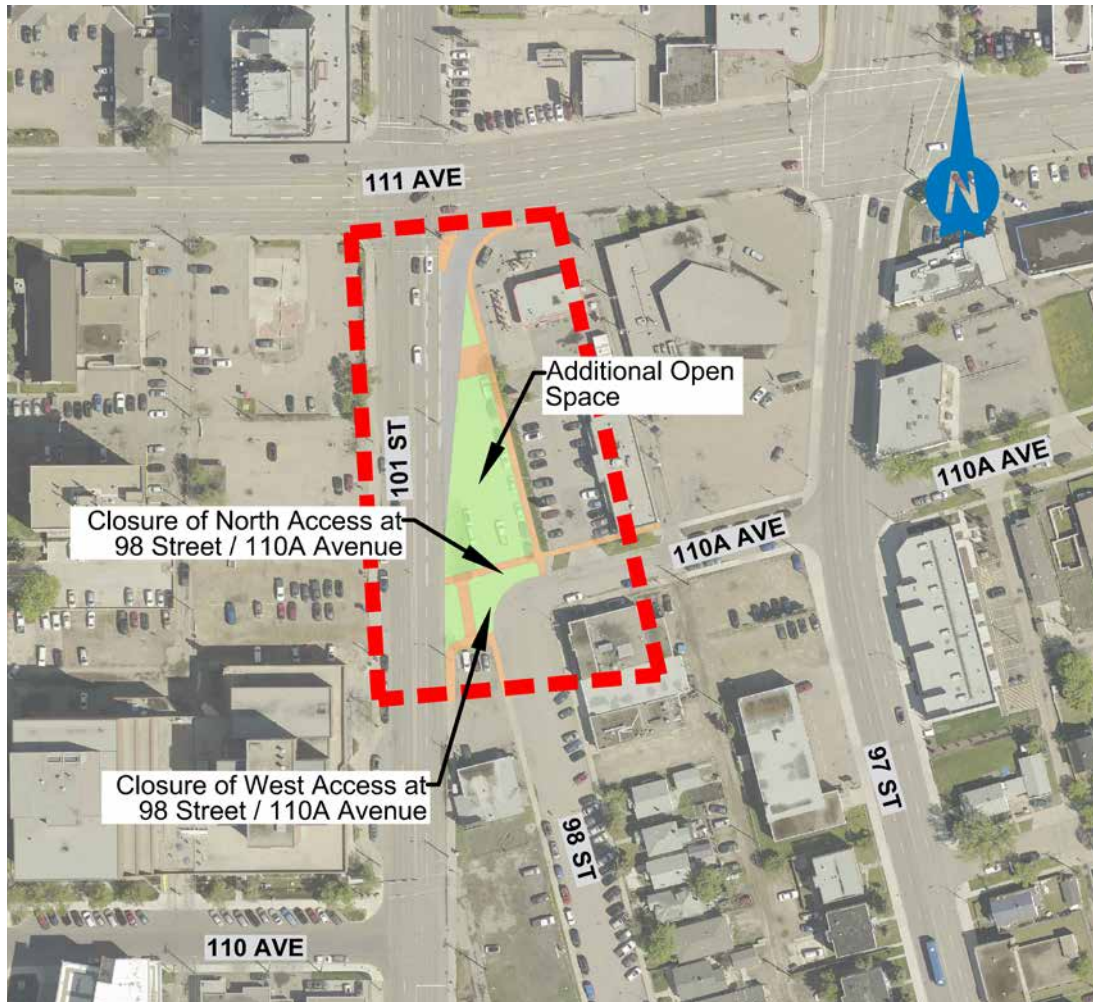 111 AVE
N
Additional Open
Space
101 ST
110A AVE
Closure of North Access at
98 Street / 110A Avenue
110A AVE
Closure of West Access at
98 Street / 110A Avenue
97 ST
98 ST
110 AVE